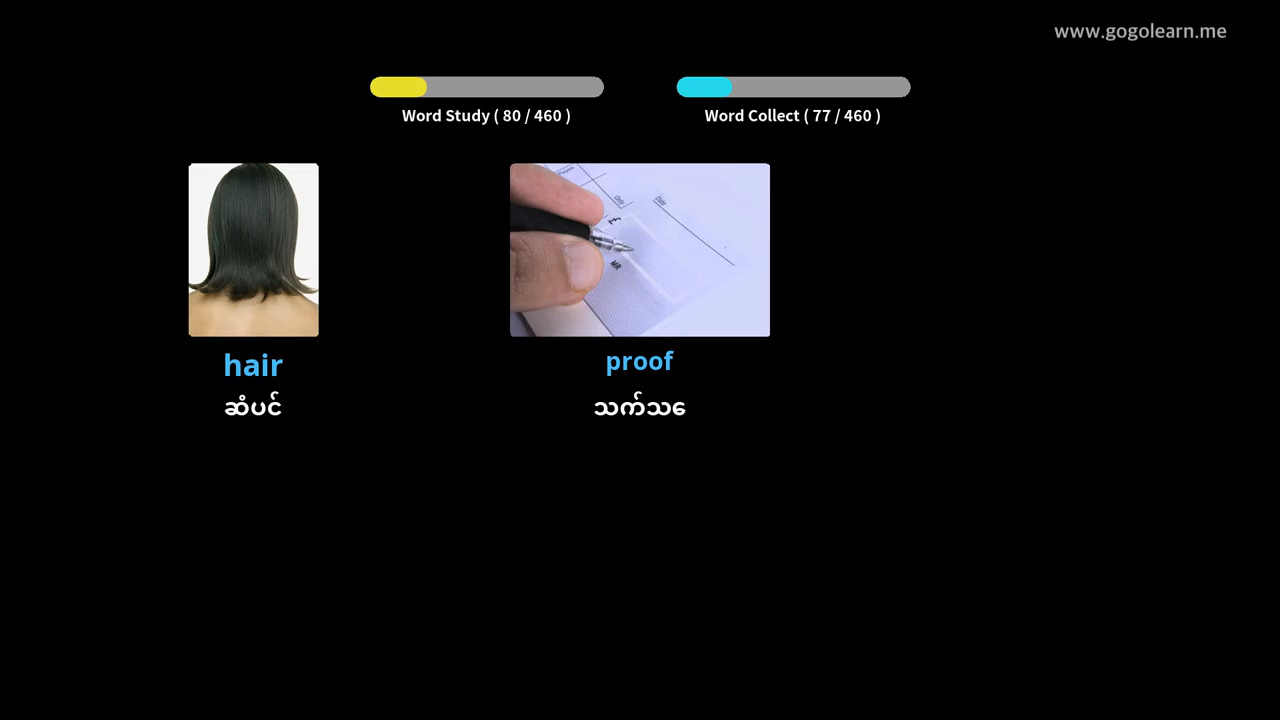 www.gogolearn.me
Word Study ( 80 / 460 )
Word Collect ( 77 / 460 )
hair
ဆံပင်
proof
သက်သေ